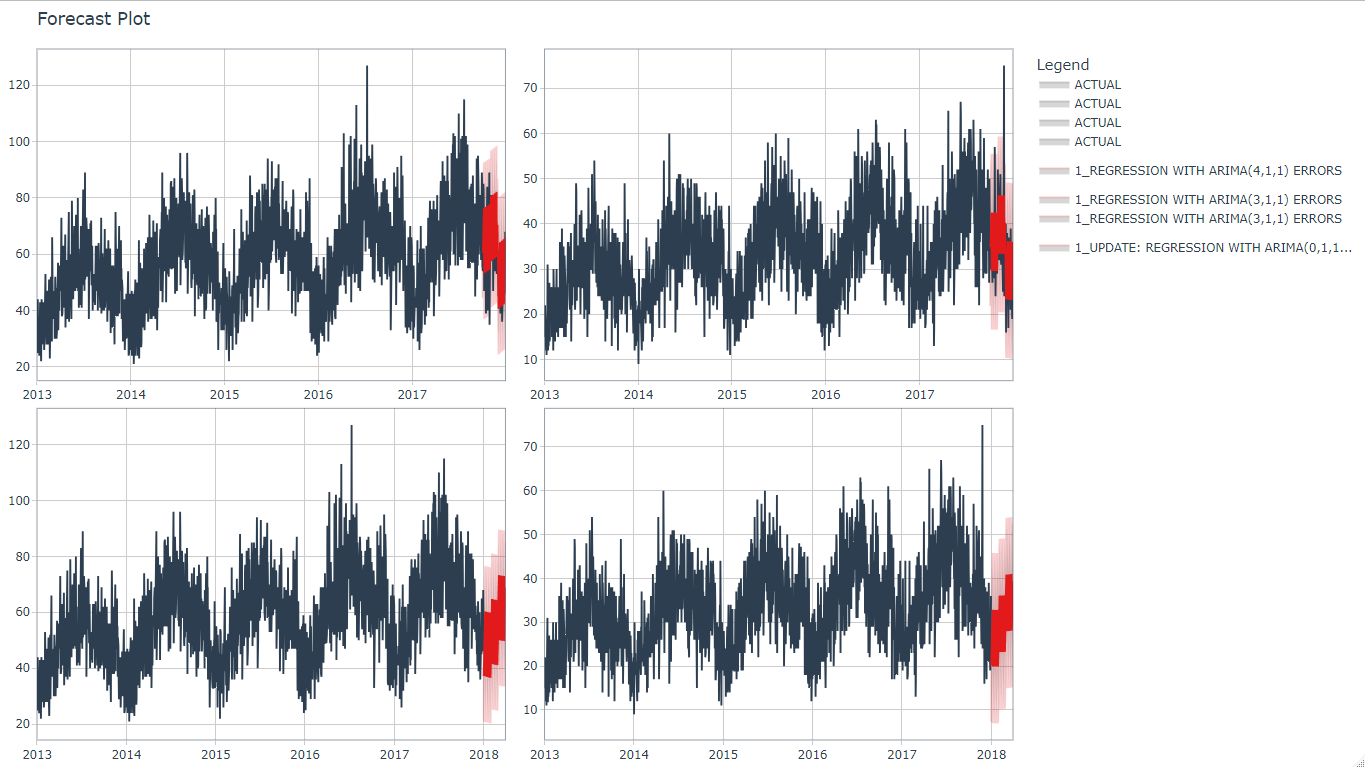 Forecast Plot
120
100
80
60
40
20
2013 2014 2015 2016 2017
70
60
50
40
30
20
10
2013 2014 2015 2016 2017
120
100
80
60
40
20
2013 2014 2015 2016 2017 2018
70
60
50
40
30
20
10
2013 2014 2015 2016 2017 2018
Legend
ACTUAL
ACTUAL
ACTUAL
ACTUAL
1_REGRESSION WITH ARIMA(4,1,1) ERRORS
1_REGRESSION WITH ARIMA(3,1,1) ERRORS
1_REGRESSION WITH ARIMA(3,1,1) ERRORS
1_UPDATE: REGRESSION WITH ARIMA(0,1,1...